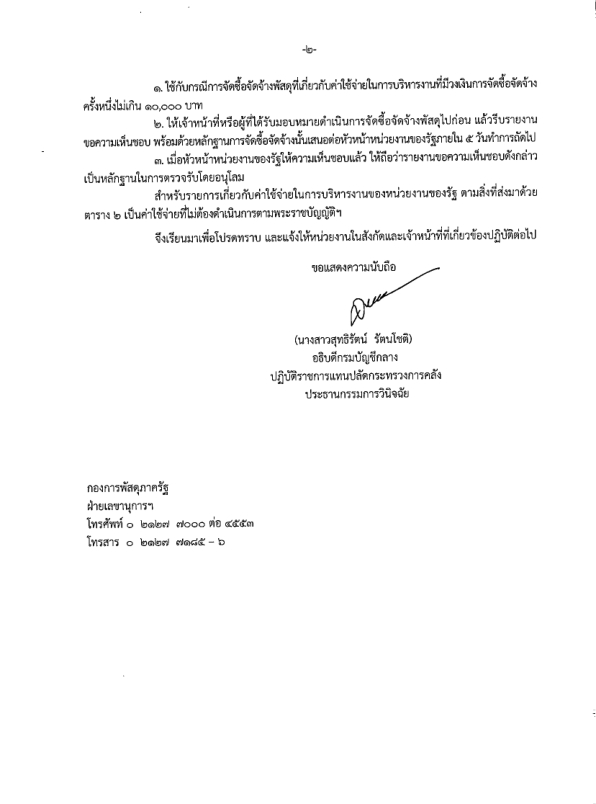 -๒-
๑. ใช้กับกรณีการจัดซื้อจัดจ้างพัสดุที่เกี่ยวกับค่าใช้จ่ายในการบริหารงานที่มีวงเงินการจัดซื้อจัดจ้าง
ครั้งหนึ่งไม่เกิน ๑๐,๐๐๐ บาท
๒. ให้เจ้าหน้าที่หรือผู้ที่ได้รับมอบหมายดำเนินการจัดซื้อจัดจ้างพัสดุไปก่อน แล้วรีบรายงาน
ขอความเห็นชอบ พร้อมด้วยหลักฐานการจัดซื้อจัดจ้างนั้นเสนอต่อหัวหน้าหน่วยงานของรัฐภายใน ๕ วันทำการถัดไป
๓. เมื่อหัวหน้าหน่วยงานของรัฐให้ความเห็นชอบแล้ว ให้ถือว่ารายงานขอความเห็นชอบดังกล่าว
เป็นหลักฐานในการตรวจรับโดยอนุโลม
สำหรับรายการเกี่ยวกับค่าใช้จ่ายในการบริหารงานของหน่วยงานของรัฐ ตามสิ่งที่ส่งมาด้วย
ตาราง ๒ เป็นค่าใช้จ่ายที่ไม่ต้องดำเนินการตามพระราชบัญญัติฯ
จึงเรียนมาเพื่อโปรดทราบ และแจ้งให้หน่วยงานในสังกัดและเจ้าหน้าที่ที่เกี่ยวข้องปฏิบัติต่อไป
ขอแสดงความนับถือ
(นางสาวสุทธิรัตน์ รัตนโชติ)
อธิบดีกรมบัญชีกลาง
ปฏิบัติราชการแทนปลัดกระทรวงการคลัง
ประธานกรรมการวินิจฉัย
กองการพัสดุภาครัฐ
ฝ่ายเลขานุการฯ
โทรศัพท์ ๐ ๒๑๒๗ ๗๐๐๐ ต่อ ๔๕๕๓
โทรสาร ๐ ๒๑๒๗ ๗๑๘๕ - ๖